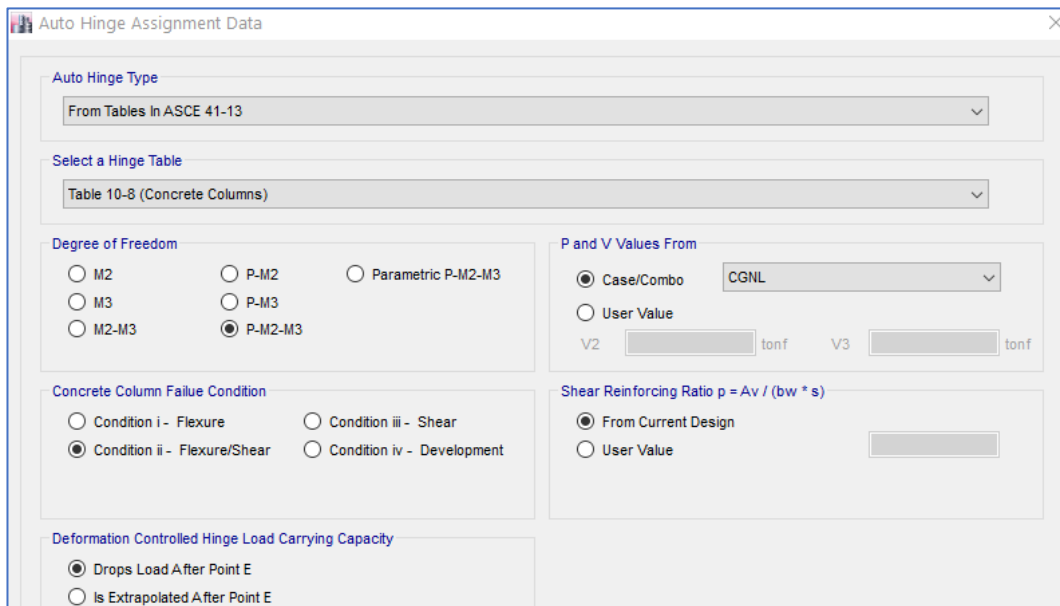 Auto Hinge Assignment Data
Auto Hinge Type
From Tables In ASCE 41-13
Select a Hinge Table
Table 10-8 (Concrete Columns)
Degree of Freedom
M2
P-M2
Parametric P-M2-M3
M3
P-M3
M2-M3
P-M2-M3
P and V Values From
Case/Combo
CGNL
User Value
V2
tonf
V3
tonf
Concrete Column Failue Condition
Condition i - Flexure
Condition iii - Shear
Condition ii - Flexure/Shear
Condition iv - Development
Shear Reinforcing Ratio p = Av / (bw * s)
From Current Design
User Value
Deformation Controlled Hinge Load Carrying Capacity
Drops Load After Point E
Is Extrapolated After Point E